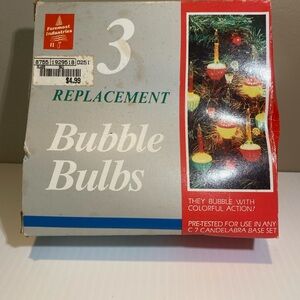 Foremost
Industries
3
$4.99
REPLACEMENT
Bubble
Bulbs
THEY BUBBLE WITH
COLORFUL ACTION!
PRE-TESTED FOR USE IN ANY
C 7 CANDELABRA BASE SET